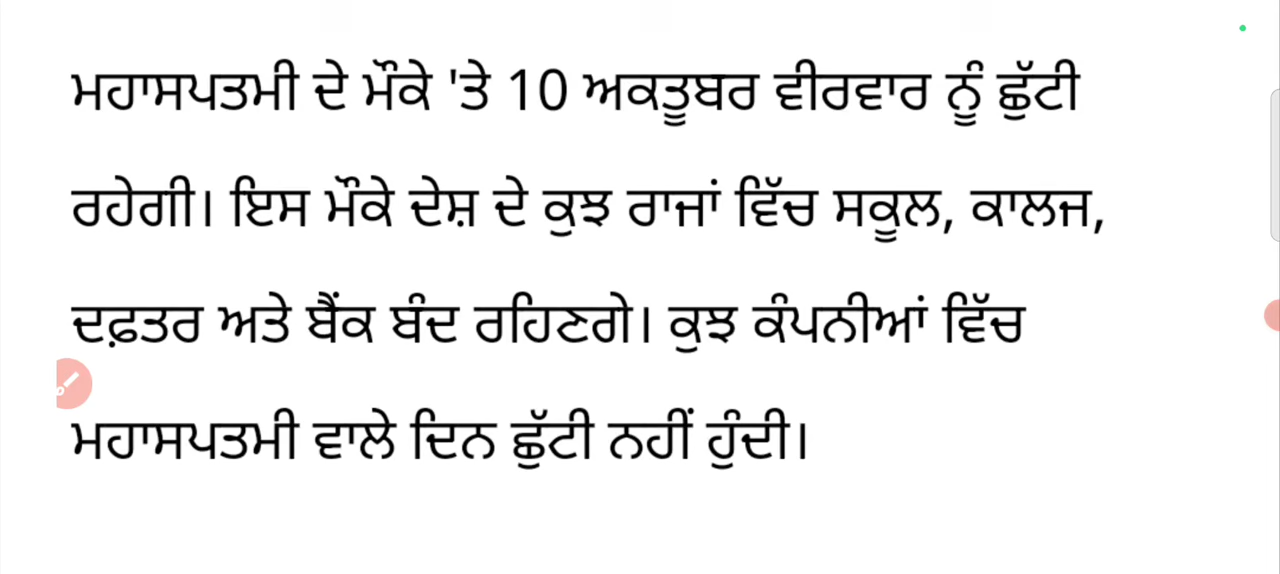 ਮਹਾਸਪਤਮੀ ਦੇ ਮੌਕੇ 'ਤੇ 10 ਅਕਤੂਬਰ ਵੀਰਵਾਰ ਨੂੰ ਛੁੱਟੀ
ਰਹੇਗੀ। ਇਸ ਮੌਕੇ ਦੇਸ਼ ਦੇ ਕੁਝ ਰਾਜਾਂ ਵਿੱਚ ਸਕੂਲ, ਕਾਲਜ,
ਦਫ਼ਤਰ ਅਤੇ ਬੈਂਕ ਬੰਦ ਰਹਿਣਗੇ। ਕੁਝ ਕੰਪਨੀਆਂ ਵਿੱਚ
ਮਹਾਸਪਤਮੀ ਵਾਲੇ ਦਿਨ ਛੁੱਟੀ ਨਹੀਂ ਹੁੰਦੀ।